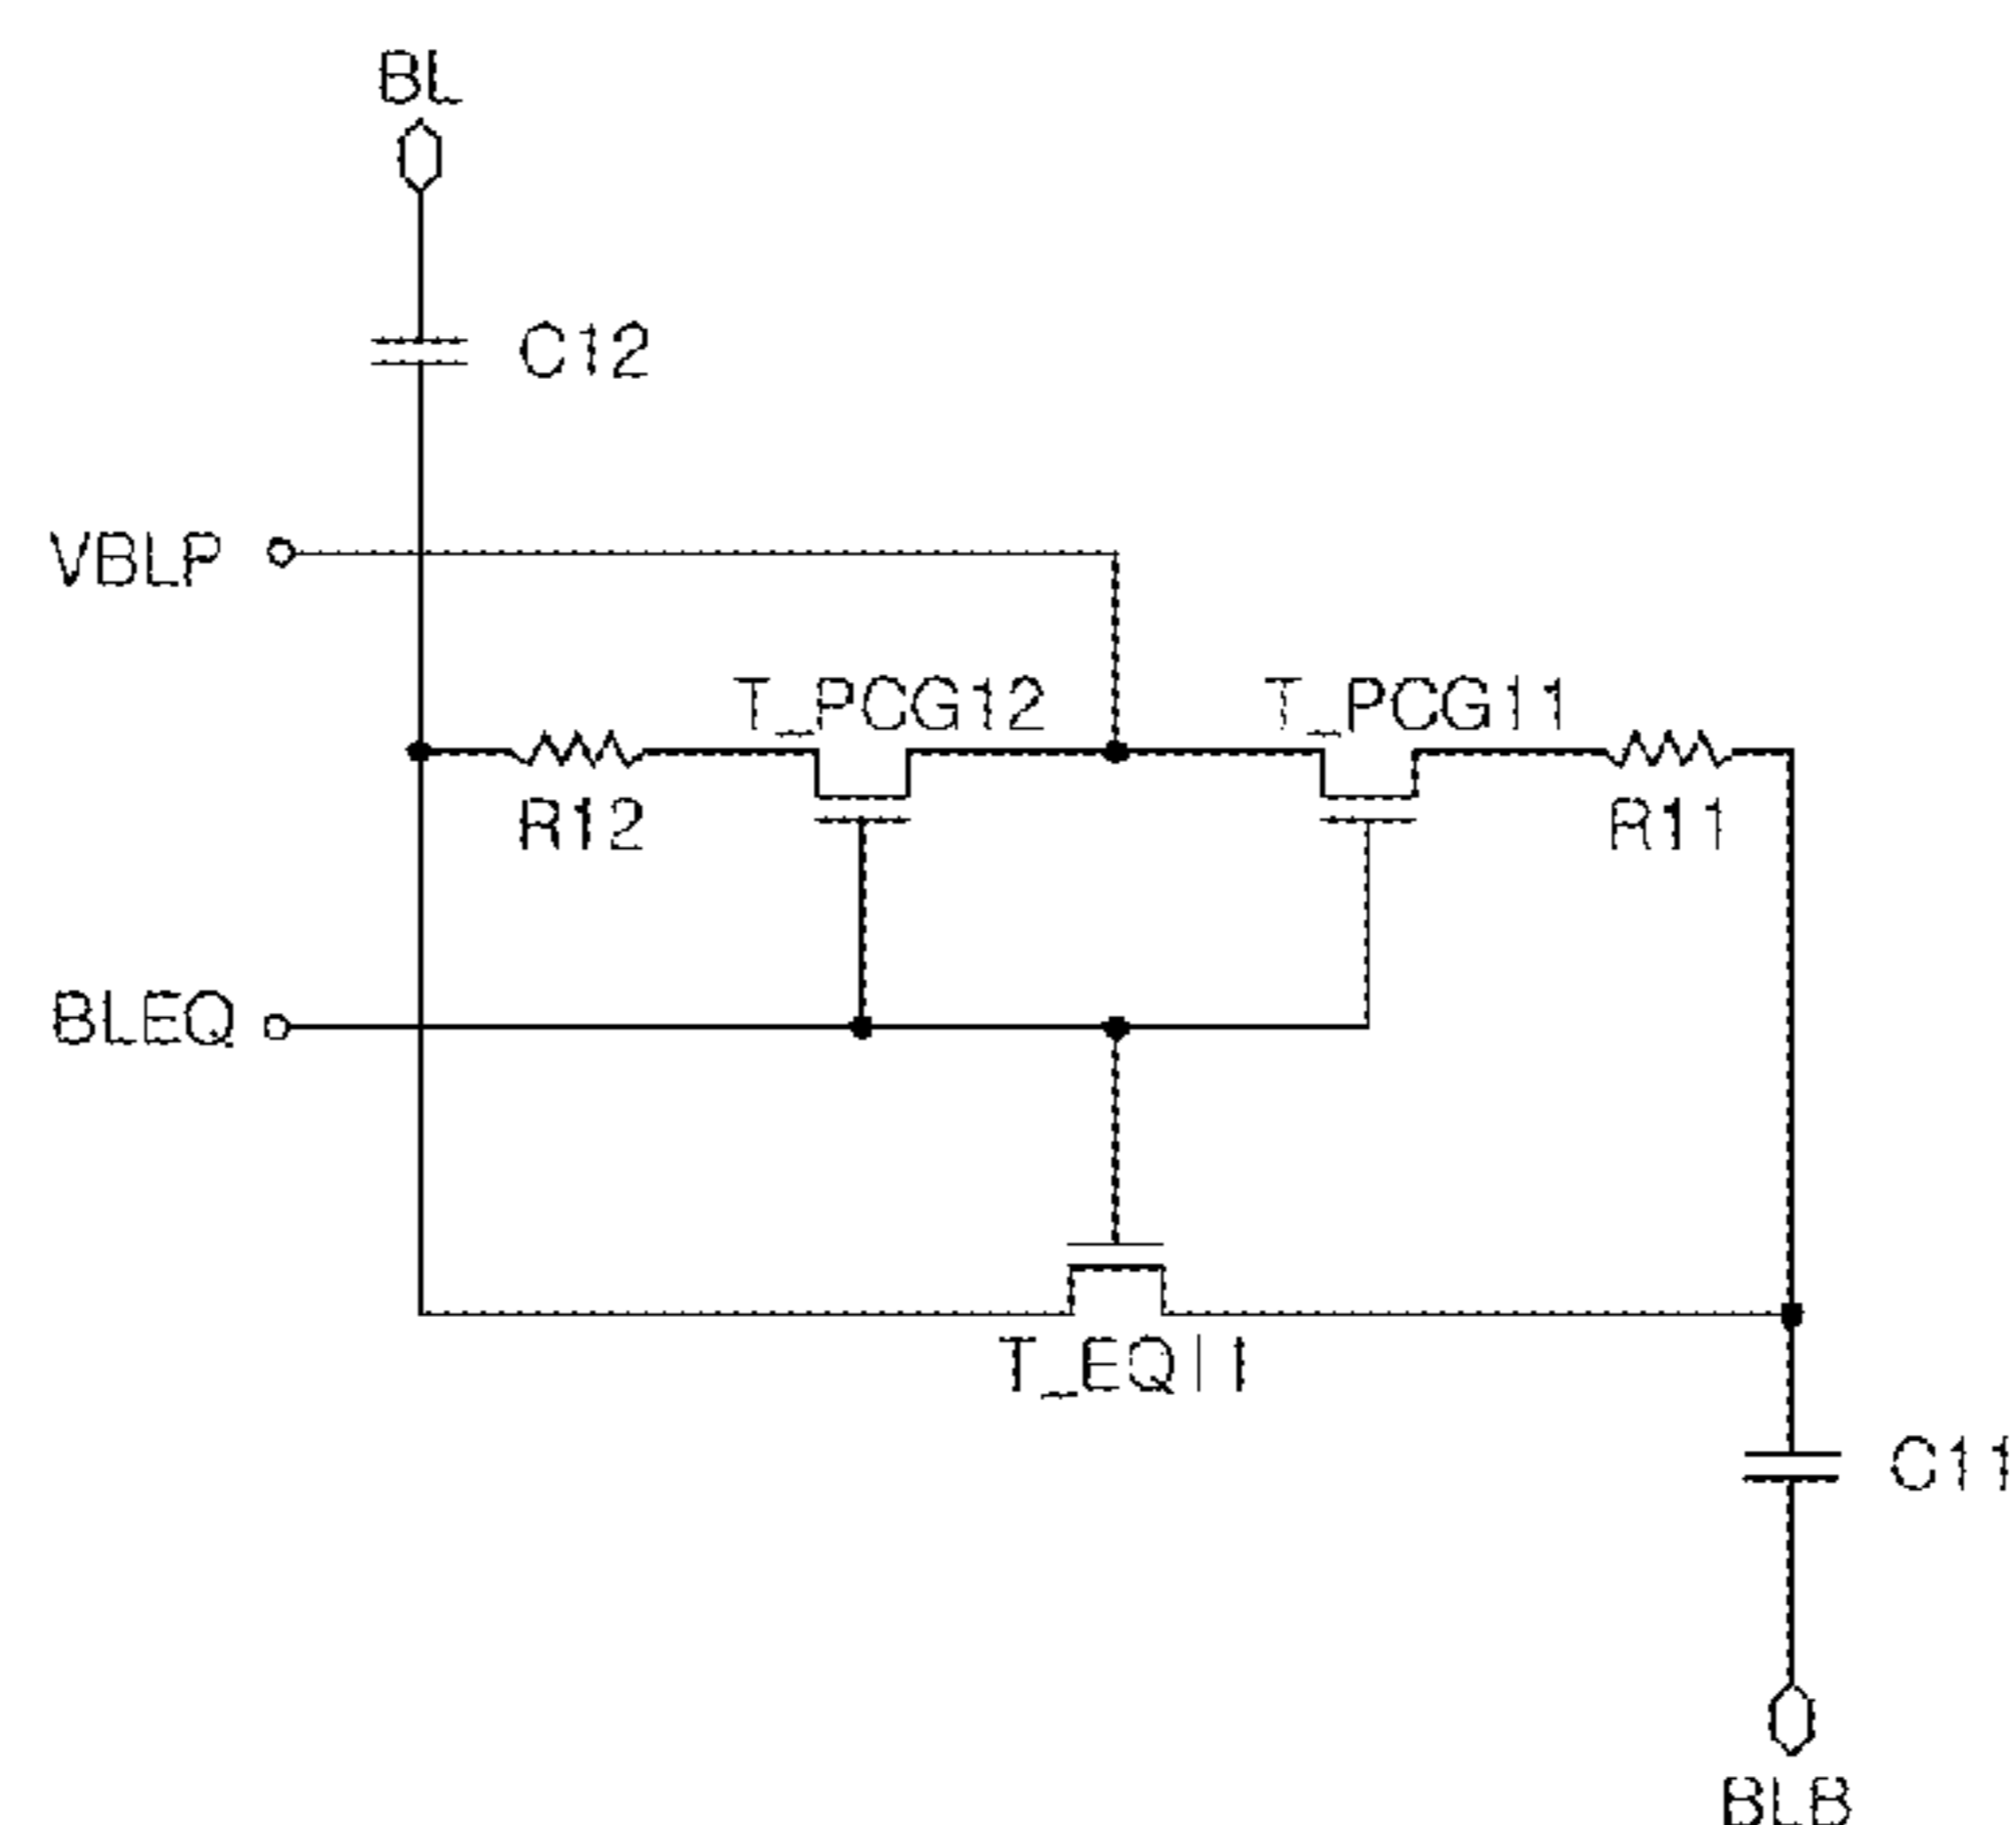 BL
C12
VBLP
T_PCG12
T_PCG11
R12
R11
BLEQ
T_EQ11
C11
BLB